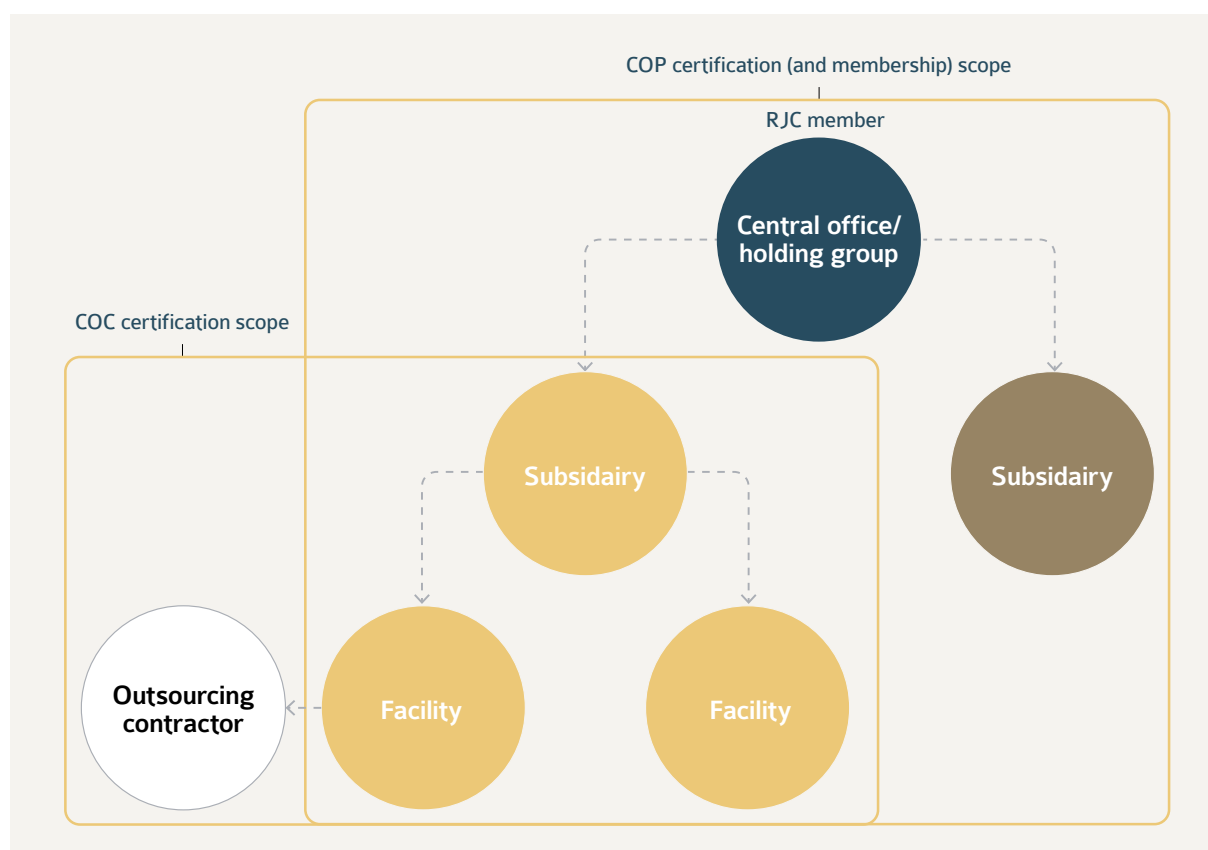 COP certification (and membership) scope
RJC member
Central office/
holding group
COC certification scope
Subsidairy
Subsidairy
Outsourcing
contractor
Facility
Facility